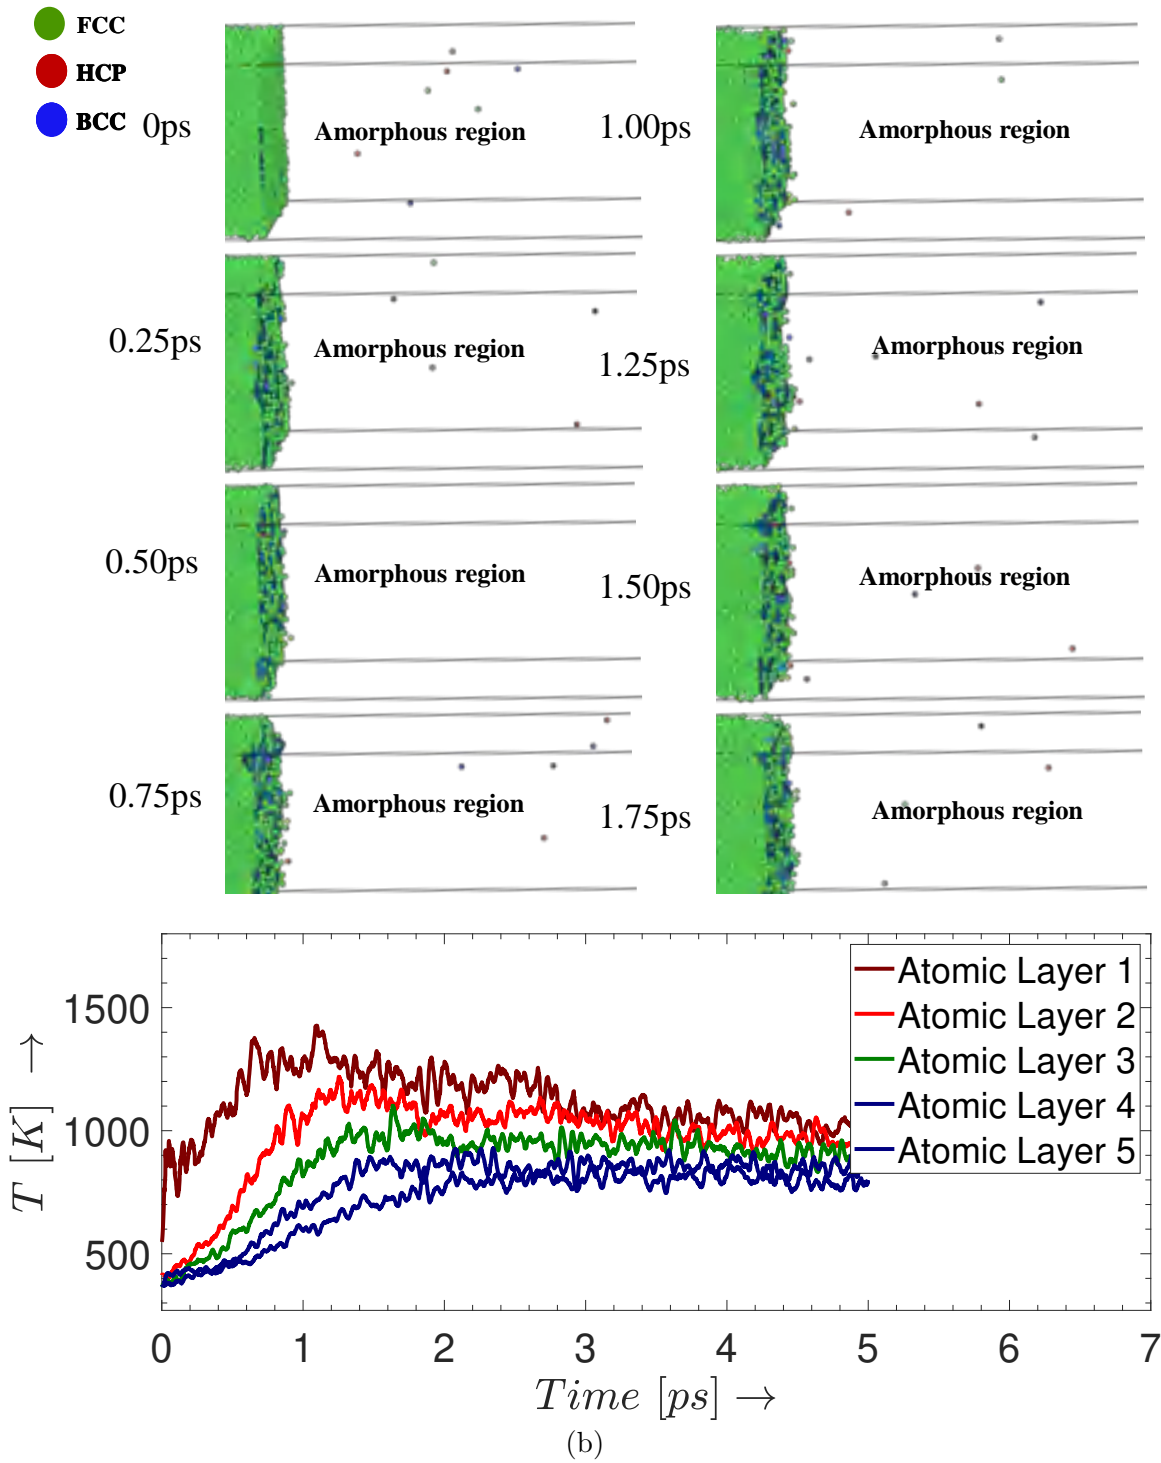 FCC
HCP
BCC
0ps
Amorphous region
1.00ps
Amorphous region
0.25ps
Amorphous region
1.25ps
Amorphous region
0.50ps
Amorphous region
1.50ps
Amorphous region
0.75ps
Amorphous region
1.75ps
Amorphous region
Atomic Layer 1
Atomic Layer 2
Atomic Layer 3
Atomic Layer 4
Atomic Layer 5
1500
1000
500
T [K] →
0 1 2 3 4 5 6 7
Time [ps] →
(b)